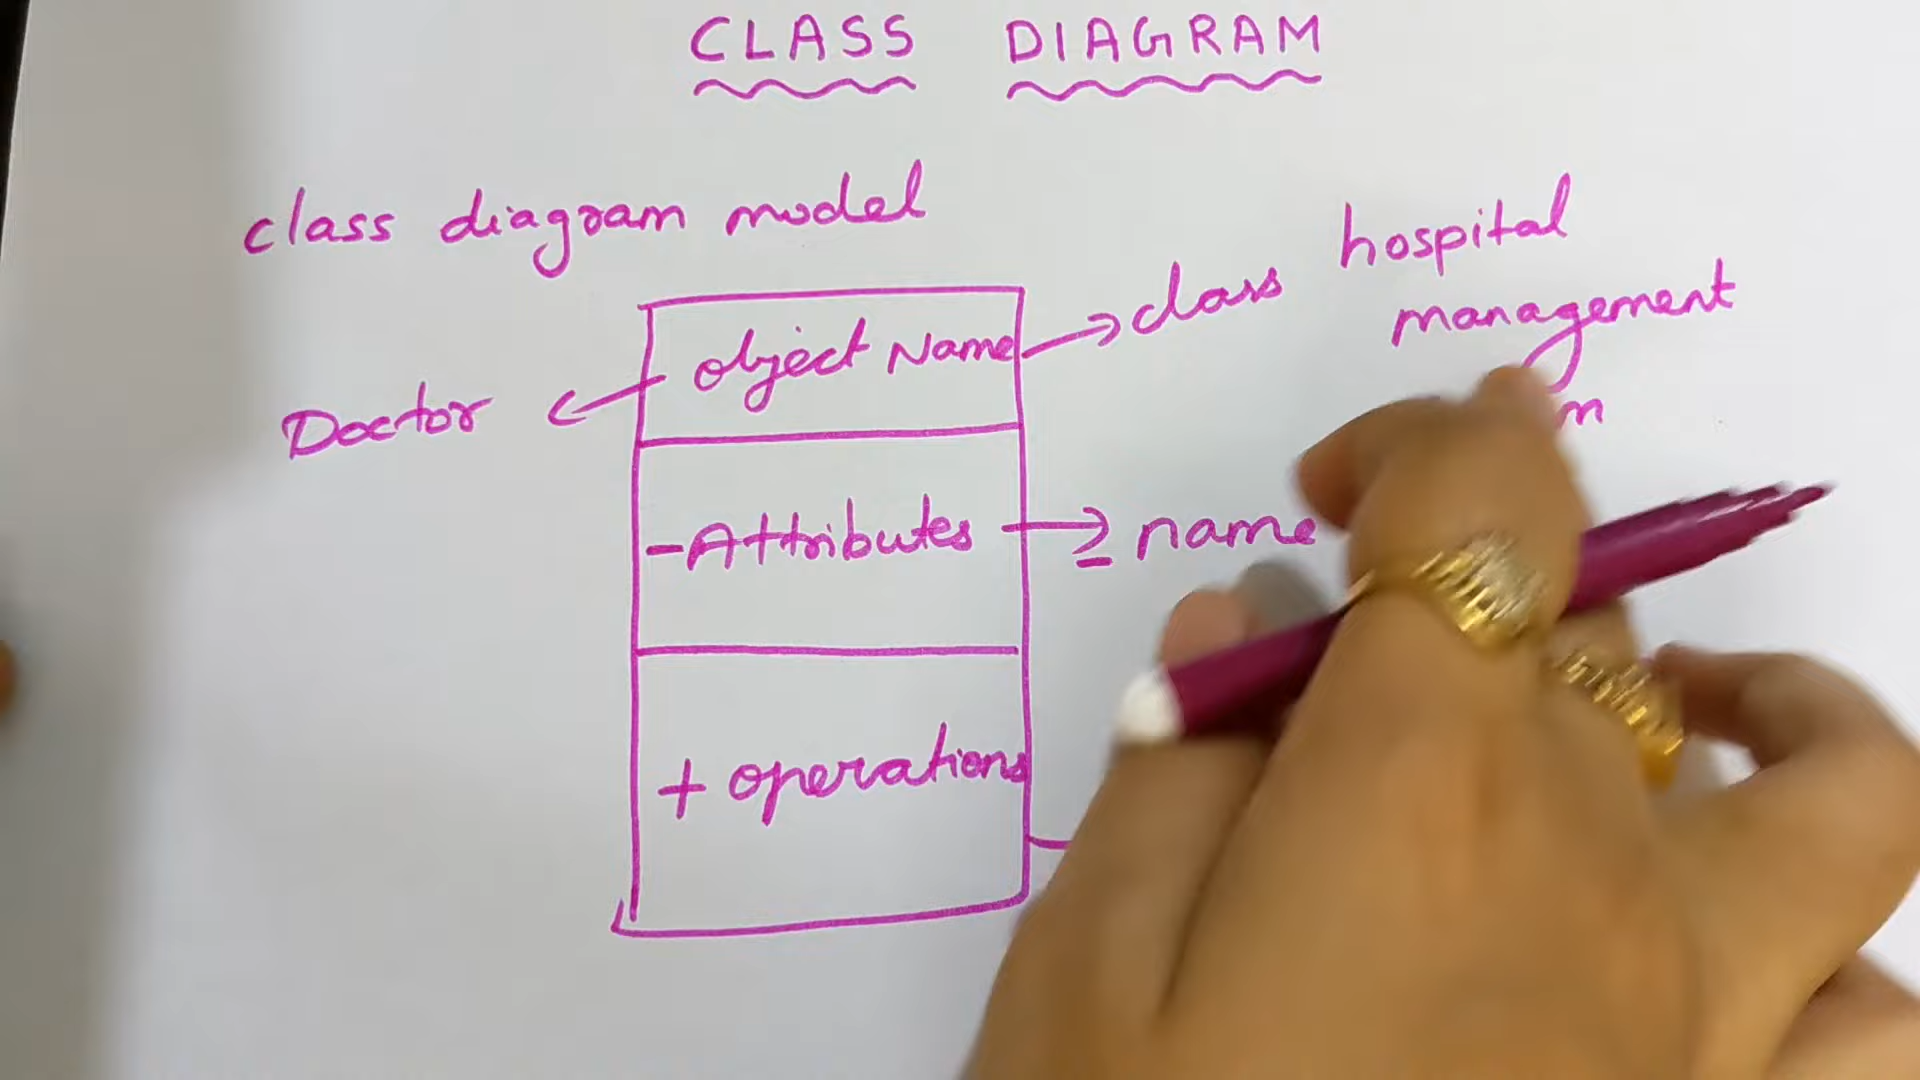 CLASS DIAGRAM
class diagram model
hospital
management
class
object Name
Doctor
- Attributes
- name
+ operations